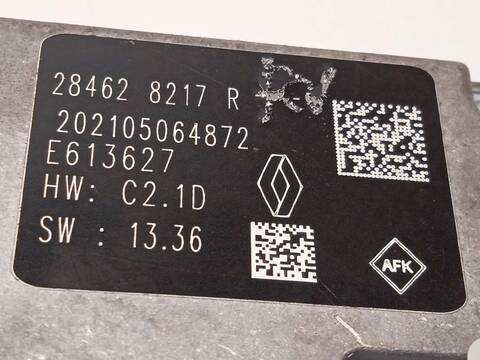 28462 8217 R
202105064872
E613627
HW: C2.1D
SW : 13.36
AFK